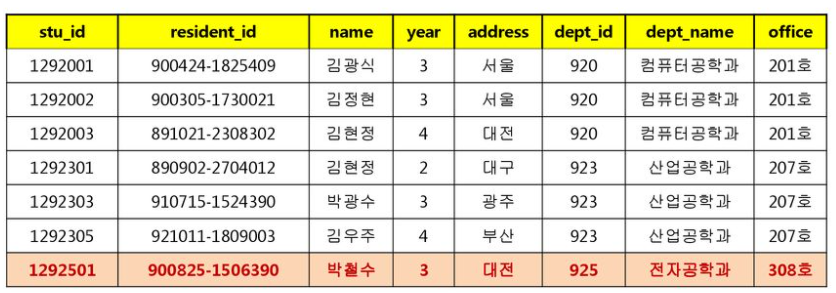 stu_id resident_id name year address dept_id dept_name office
1292001 900424-1825409 김광식 3 서울 920 컴퓨터공학과 201호
1292002 900305-1730021 김정현 3 서울 920 컴퓨터공학과 201호
1292003 891021-2308302 김현정 4 대전 920 컴퓨터공학과 201호
1292301 890902-2704012 김현정 2 대구 923 산업공학과 207호
1292303 910715-1524390 박광수 3 광주 923 산업공학과 207호
1292305 921011-1809003 김우주 4 부산 923 산업공학과 207호
1292501 900825-1506390 박철수 3 대전 925 전자공학과 308호